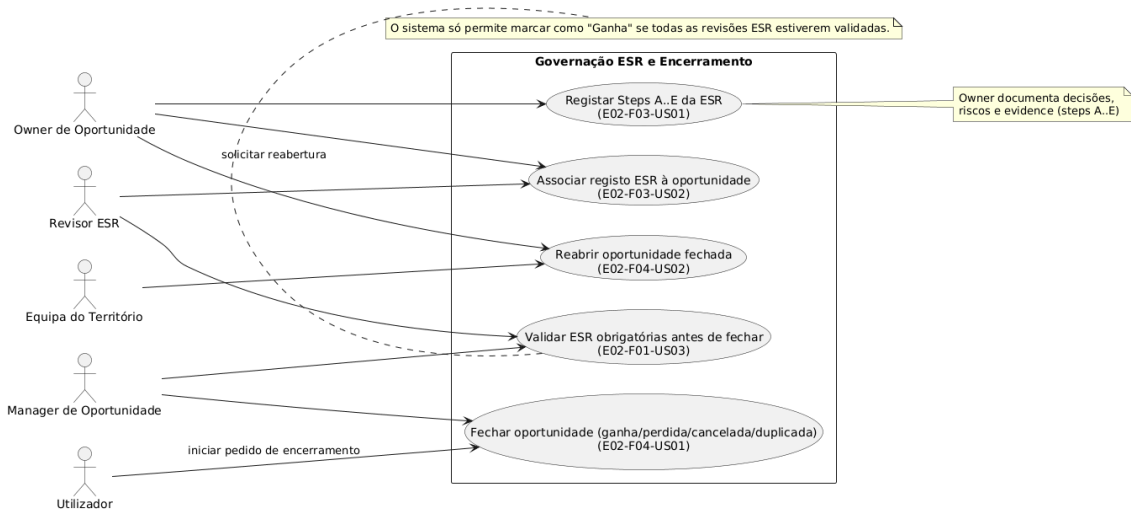 O sistema só permite marcar como "Ganha" se todas as revisões ESR estiverem validadas.
Governação ESR e Encerramento
Registar Steps A..E da ESR
(E02-F03-US01)
Owner documenta decisões,
riscos e evidence (steps A..E)
Owner de Oportunidade
solicitar reabertura
Associar registo ESR à oportunidade
(E02-F03-US02)
Revisor ESR
Reabrir oportunidade fechada
(E02-F04-US02)
Equipa do Território
Validar ESR obrigatórias antes de fechar
(E02-F01-US03)
Manager de Oportunidade
Fechar oportunidade (ganha/perdida/cancelada/duplicada)
(E02-F04-US01)
iniciar pedido de encerramento
Utilizador